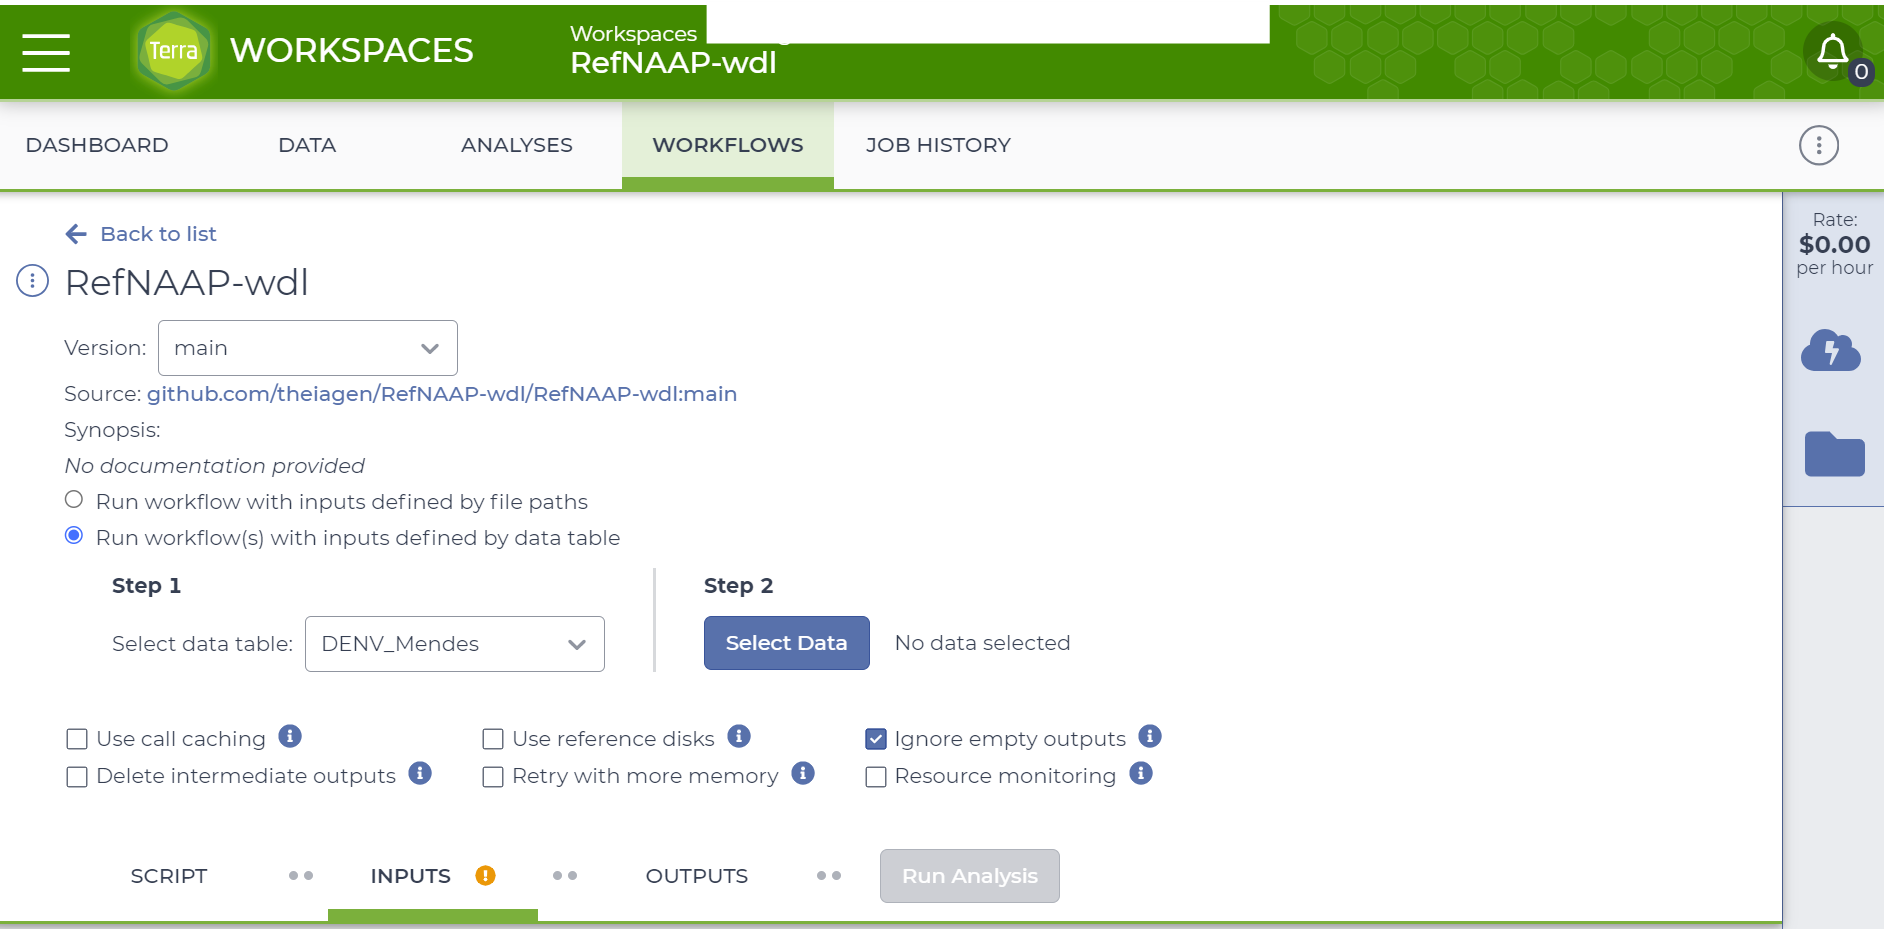 Terra
WORKSPACES
Workspaces
RefNAAP-wdl
0
DASHBOARD
DATA
ANALYSES
WORKFLOWS
JOB HISTORY
Rate:
$0.00
per hour
Back to list
RefNAAP-wdl
Version: main
Source: github.com/theiagen/RefNAAP-wdl/RefNAAP-wdl:main
Synopsis:
No documentation provided
Run workflow with inputs defined by file paths
Run workflow(s) with inputs defined by data table
Step 1
Select data table: DENV_Mendes
Step 2
Select Data No data selected
Use call caching
Use reference disks
Ignore empty outputs
Delete intermediate outputs
Retry with more memory
Resource monitoring
SCRIPT
INPUTS
OUTPUTS
Run Analysis